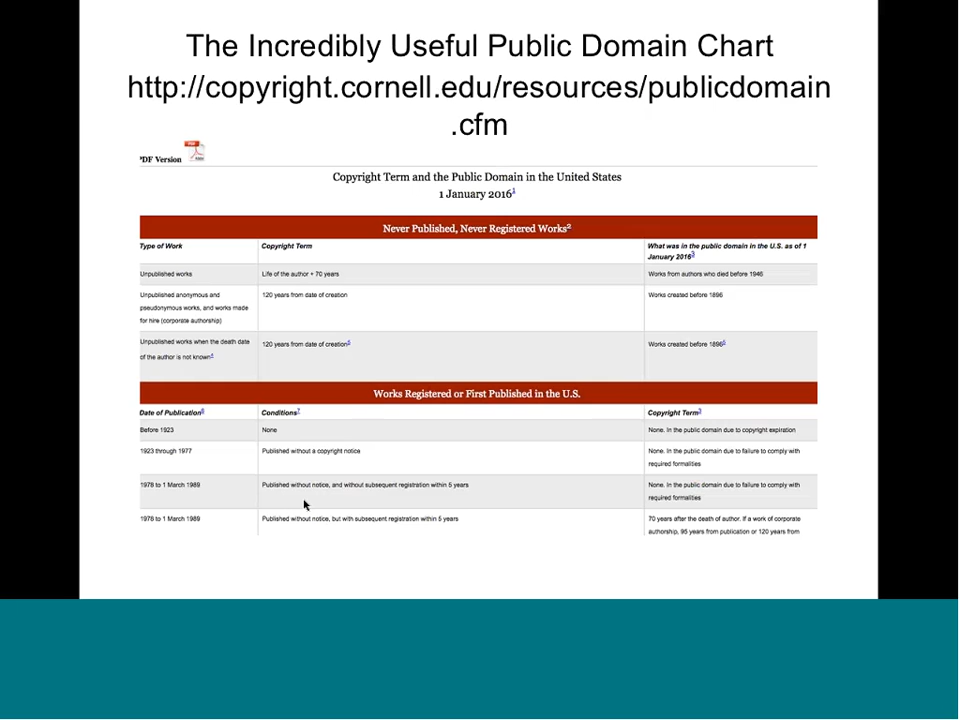 The Incredibly Useful Public Domain Chart
http://copyright.cornell.edu/resources/publicdomain
.cfm
DF Version
Copyright Term and the Public Domain in the United States
1 January 2016¹
Never Published, Never Registered Works²
Type of Work Copyright Term What was in the public domain in the U.S. as of 1
January 2016³
Unpublished works Life of the author + 70 years Works from authors who died before 1946
Unpublished anonymous and 120 years from date of creation Works created before 1896
pseudonymous works, and works made
for hire (corporate authorship)
Unpublished works when the death date 120 years from date of creation⁵ Works created before 1896⁵
of the author is not known⁴
Works Registered or First Published in the U.S.
Date of Publication⁶ Conditions⁷ Copyright Term³
Before 1923 None None. In the public domain due to copyright expiration
1923 through 1977 Published without a copyright notice None. In the public domain due to failure to comply with
required formalities
1978 to 1 March 1989 Published without notice, and without subsequent registration within 5 years None. In the public domain due to failure to comply with
required formalities
1978 to 1 March 1989 Published without notice, but with subsequent registration within 5 years 70 years after the death of author. If a work of corporate
authorship, 95 years from publication or 120 years from